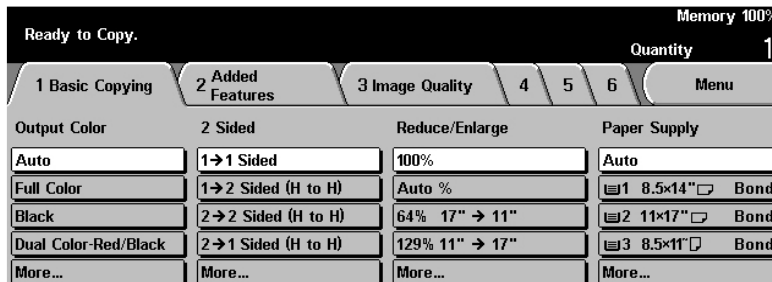 Memory 100%
Ready to Copy.
Quantity 1
1 Basic Copying 2 Added Features 3 Image Quality 4 5 6 Menu
Output Color 2 Sided Reduce/Enlarge Paper Supply
Auto 1→1 Sided 100% Auto
Full Color 1→2 Sided (H to H) Auto % 1 8.5×14" Bond
Black 2→2 Sided (H to H) 64% 17" → 11" 2 11×17" Bond
Dual Color-Red/Black 2→1 Sided (H to H) 129% 11" → 17" 3 8.5×11" Bond
More... More... More... More...